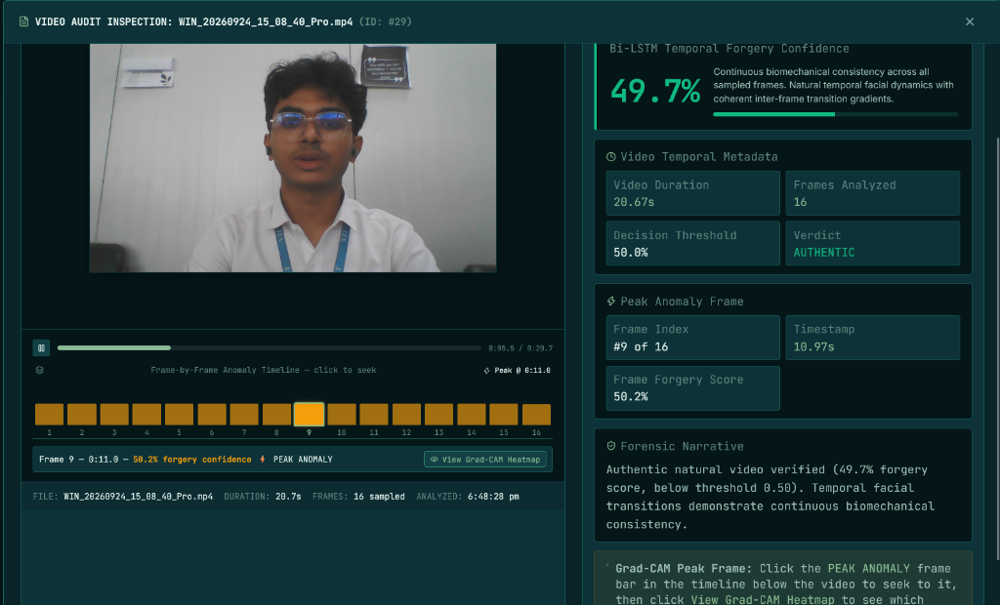 VIDEO AUDIT INSPECTION: WIN_20260924_15_08_40_Pro.mp4 (ID: #29)
0:05.5 / 0:20.7
Frame-by-Frame Anomaly Timeline — click to seek
Peak @ 0:11.0
1 2 3 4 5 6 7 8 9 10 11 12 13 14 15 16
Frame 9 — 0:11.0 — 50.2% forgery confidence PEAK ANOMALY
View Grad-CAM Heatmap
FILE: WIN_20260924_15_08_40_Pro.mp4 DURATION: 20.7s FRAMES: 16 sampled ANALYZED: 6:48:28 pm
Bi-LSTM Temporal Forgery Confidence
49.7%
Continuous biomechanical consistency across all
sampled frames. Natural temporal facial dynamics with
coherent inter-frame transition gradients.
Video Temporal Metadata
Video Duration
20.67s
Frames Analyzed
16
Decision Threshold
50.0%
Verdict
AUTHENTIC
Peak Anomaly Frame
Frame Index
#9 of 16
Timestamp
10.97s
Frame Forgery Score
50.2%
Forensic Narrative
Authentic natural video verified (49.7% forgery
score, below threshold 0.50). Temporal facial
transitions demonstrate continuous biomechanical
consistency.
Grad-CAM Peak Frame: Click the PEAK ANOMALY frame
bar in the timeline below the video to seek to it,
then click View Grad-CAM Heatmap to see which